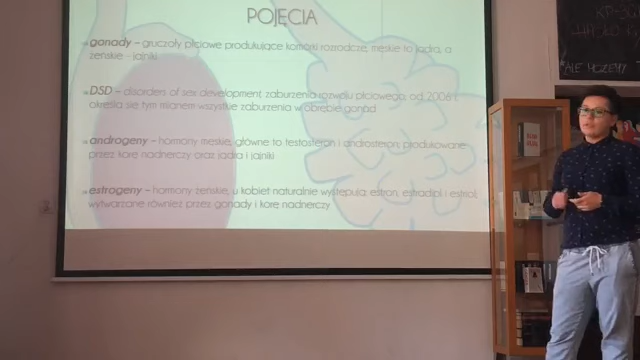 POJĘCIA
gonady – gruczoły płciowe produkujące komórki rozrodcze, męskie to jądra, a
żeńskie - jajniki
DSD – disorders of sex development, zaburzenia rozwoju płciowego; od 2006 r.
określa się tym mianem wszystkie zaburzenia w obrębie gonad
androgeny – hormony męskie, główne to testosteron i androsteron; produkowane
przez korę nadnerczy oraz jądra i jajniki
estrogeny – hormony żeńskie, u kobiet naturalnie występują: estron, estradiol i estriol;
wytwarzane również przez gonady i korę nadnerczy